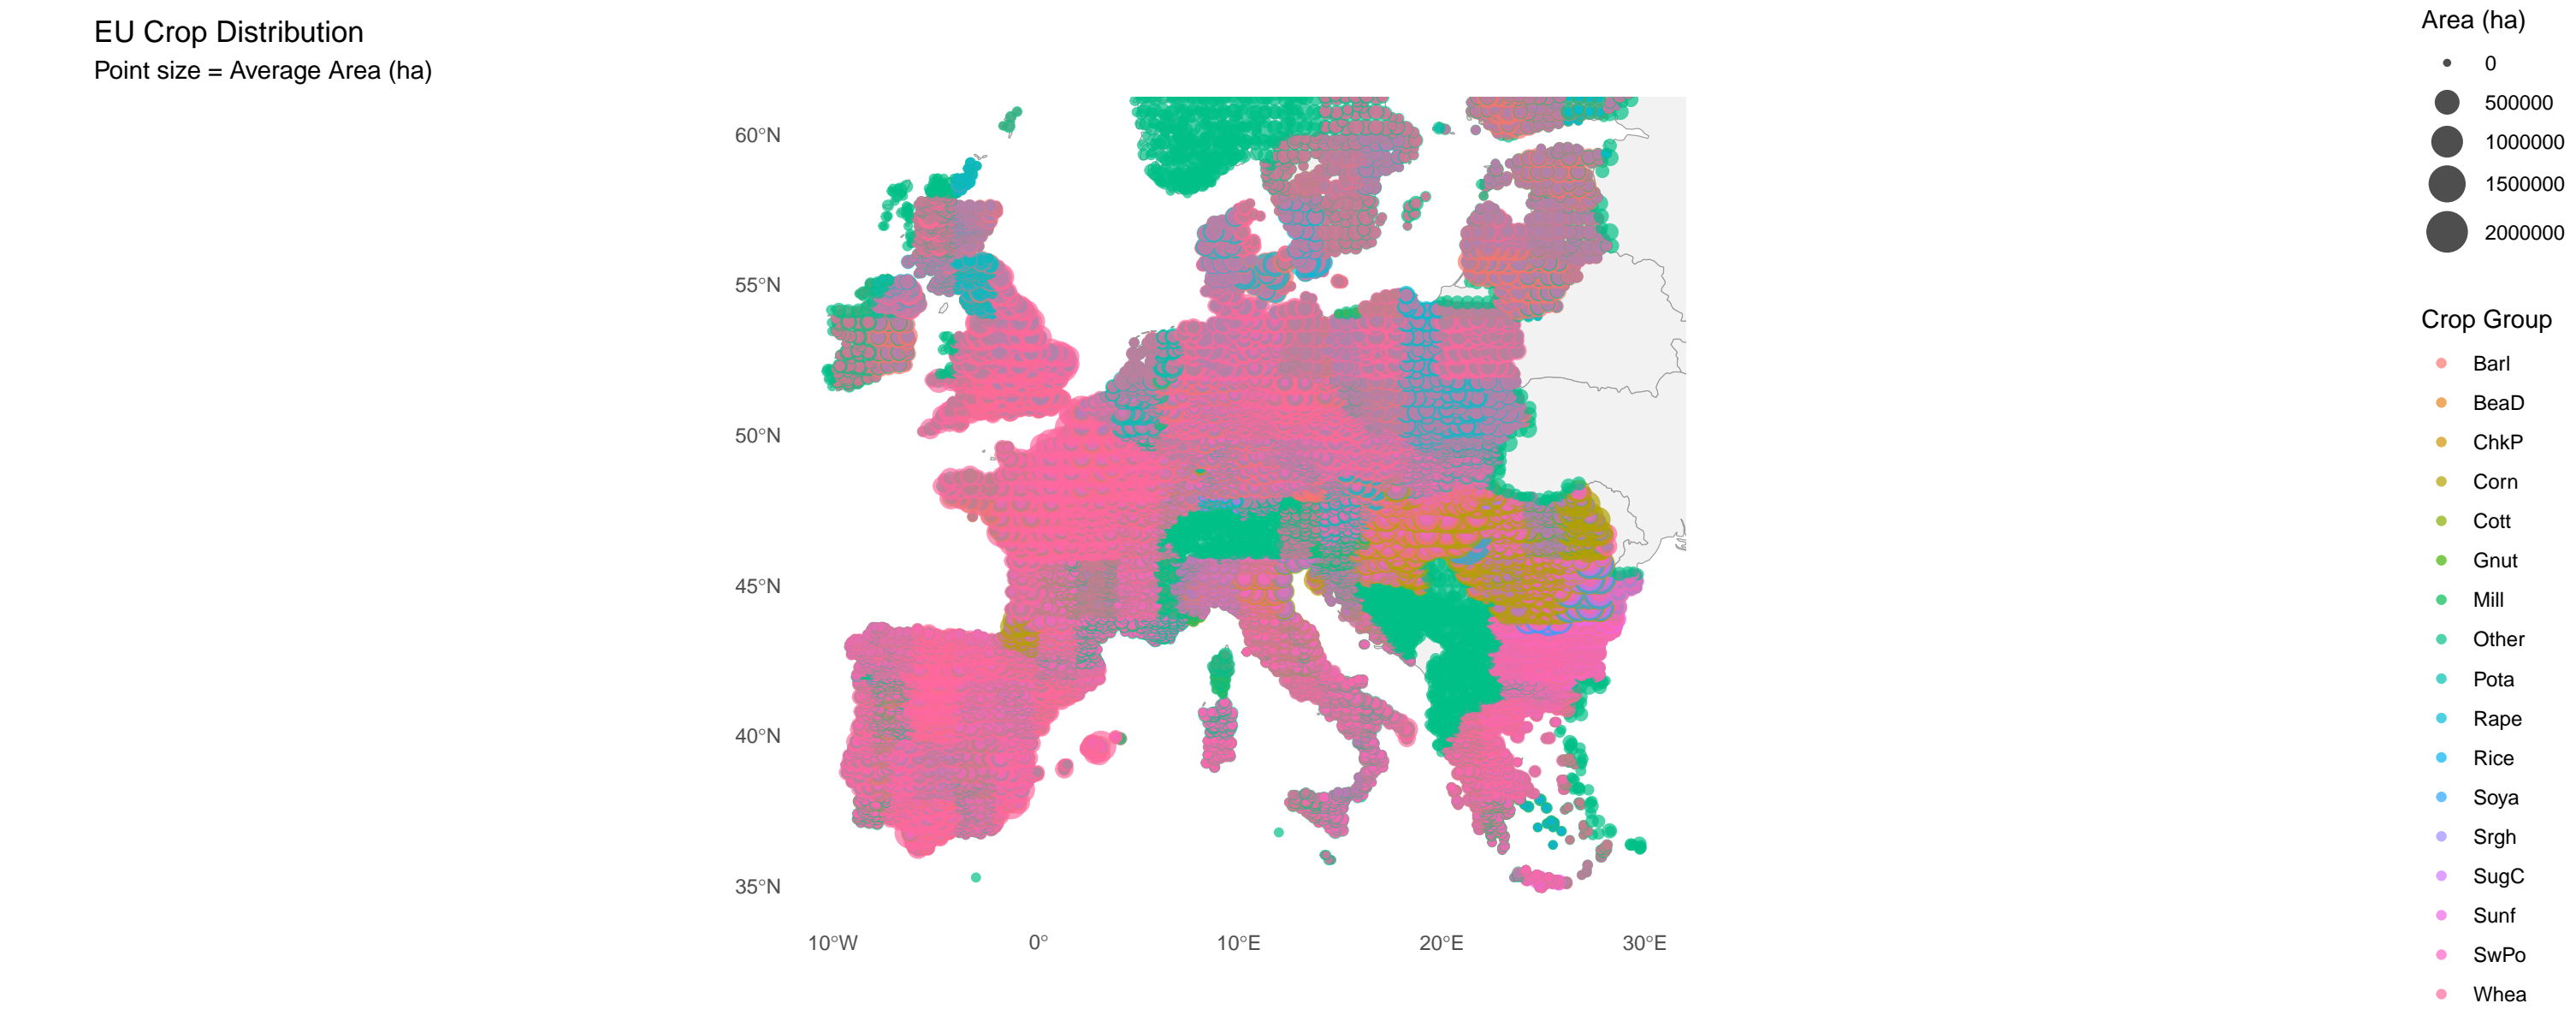 EU Crop Distribution
Point size = Average Area (ha)
60°N
55°N
50°N
45°N
40°N
35°N
10°W
0°
10°E
20°E
30°E
Area (ha)
0
500000
1000000
1500000
2000000
Crop Group
Barl
BeaD
ChkP
Corn
Cott
Gnut
Mill
Other
Pota
Rape
Rice
Soya
Srgh
SugC
Sunf
SwPo
Whea